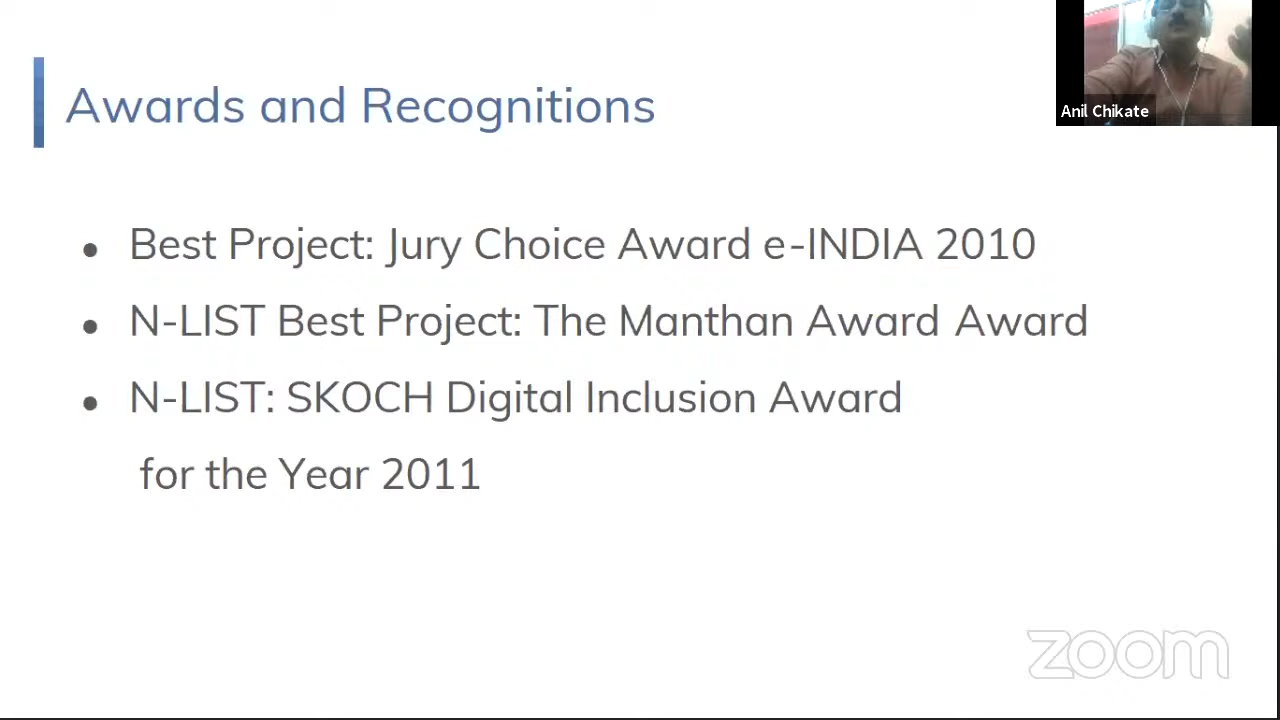 Awards and Recognitions
Anil Chikate
● Best Project: Jury Choice Award e-INDIA 2010
● N-LIST Best Project: The Manthan Award Award
● N-LIST: SKOCH Digital Inclusion Award
for the Year 2011
zoom